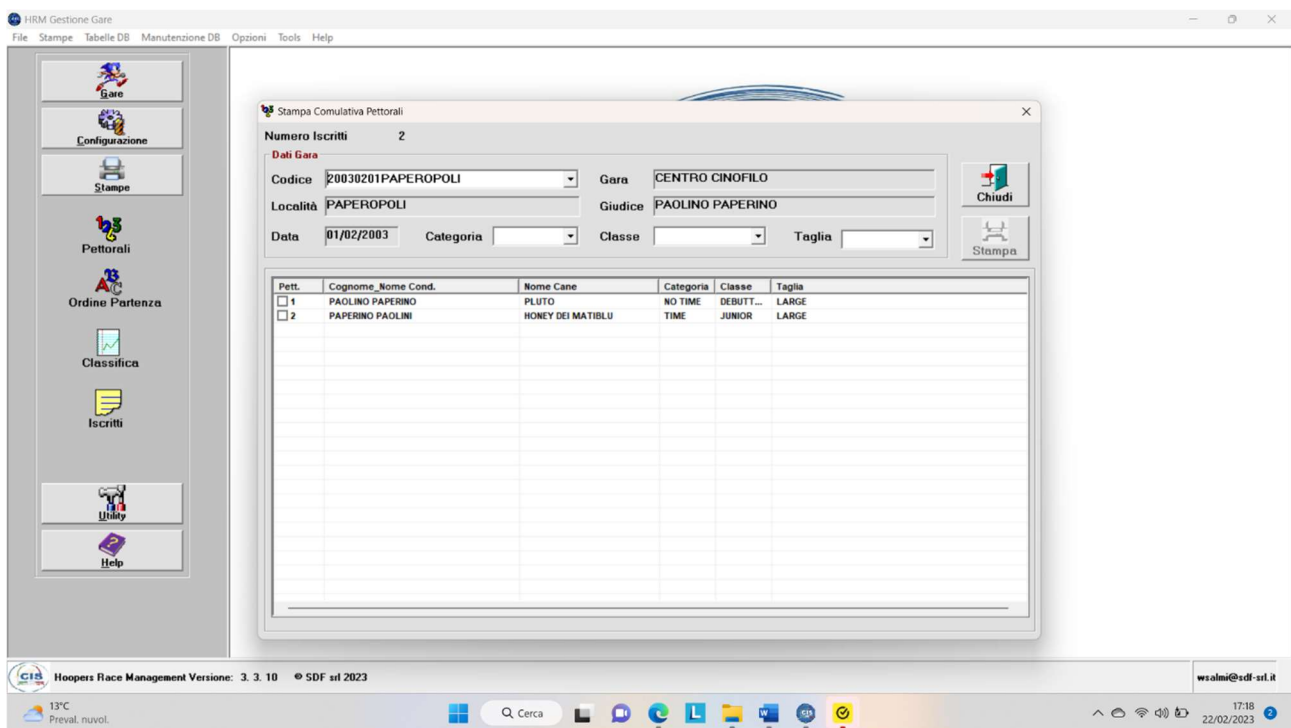 HRM Gestione Gare
File Stampe Tabelle DB Manutenzione DB Opzioni Tools Help
Gare
Configurazione
Stampe
Pettorali
Ordine Partenza
Classifica
Iscritti
Utility
Help
Stampa Comulativa Pettorali
Numero Iscritti 2
Dati Gara
Codice 20030201PAPEROPOLI Gara CENTRO CINOFILO
Località PAPEROPOLI Giudice PAOLINO PAPERINO
Data 01/02/2003 Categoria Classe Taglia
Chiudi
Stampa
Pett. Cognome_Nome Cond. Nome Cane Categoria Classe Taglia
1 PAOLINO PAPERINO PLUTO NO TIME DEBUTT... LARGE
2 PAPERINO PAOLINI HONEY DEI MATIBLU TIME JUNIOR LARGE
CIS Hoopers Race Management Versione: 3. 3. 10 © SDF srl 2023 wsalmi@sdf-srl.it
13°C
Preval. nuvol.
Cerca
17:18
22/02/2023
2